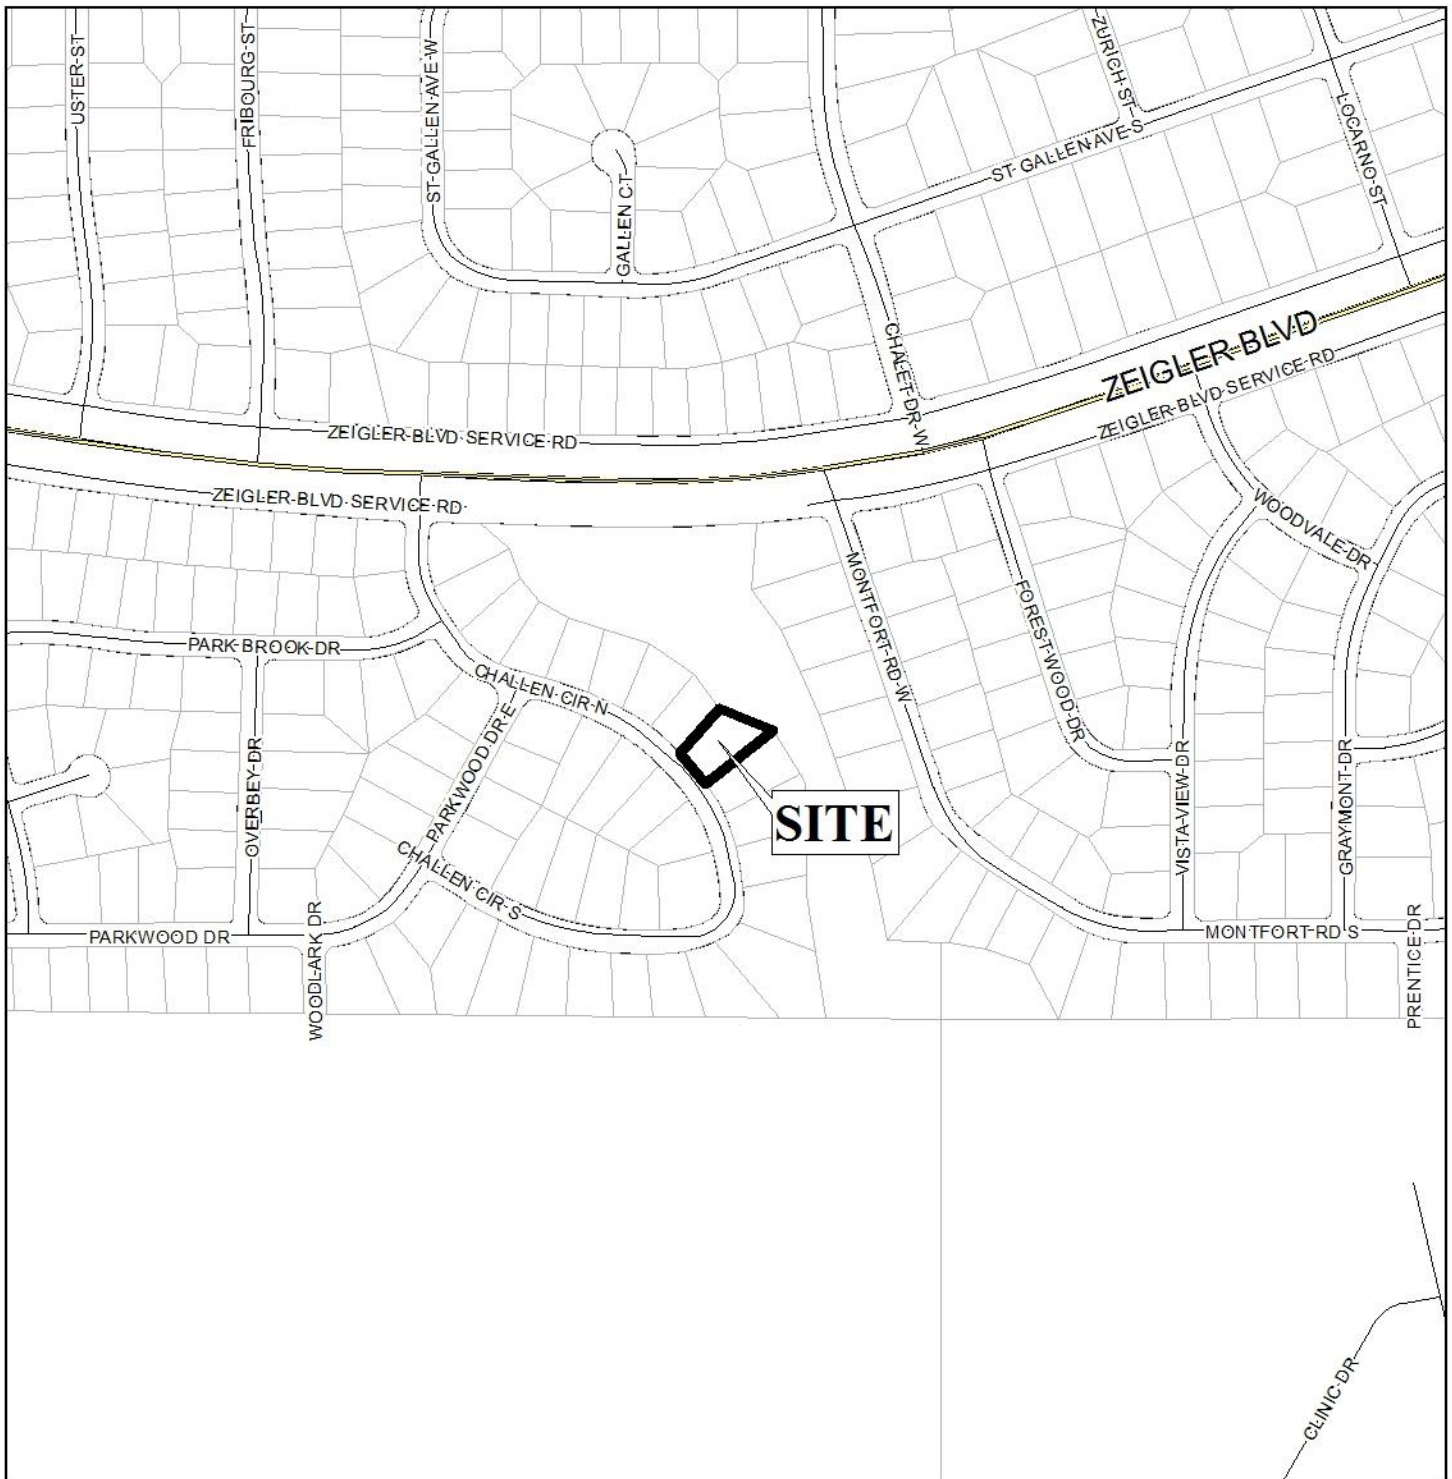 USTER ST
FRIBOURG ST
ST GALLEN AVE W
GALLEN CT
ZURICH ST
LOCARNO ST
ST GALLEN AVE S
CHALET DR W
ZEIGLER BLVD
ZEIGLER BLVD SERVICE RD
ZEIGLER BLVD SERVICE RD
ZEIGLER BLVD SERVICE RD
WOODVALE DR
MONTFORT RD W
FOREST WOOD DR
PARK BROOK DR
CHALLEN CIR N
PARKWOOD DR E
OVERBEY DR
VISTA VIEW DR
GRAYMONT DR
SITE
CHALLEN CIR S
PARKWOOD DR
WOODLARK DR
MONTFORT RD S
PRENTICE DR
CLINIC DR